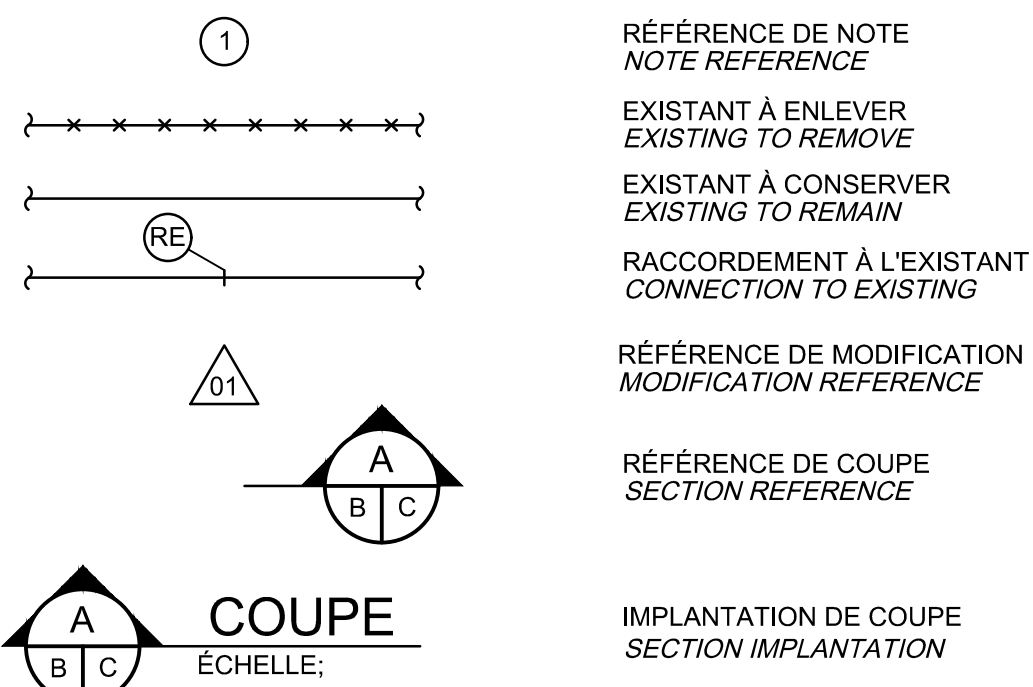 1
RÉFÉRENCE DE NOTE
NOTE REFERENCE
EXISTANT À ENLEVER
EXISTING TO REMOVE
EXISTANT À CONSERVER
EXISTING TO REMAIN
RE
RACCORDEMENT À L'EXISTANT
CONNECTION TO EXISTING
01
RÉFÉRENCE DE MODIFICATION
MODIFICATION REFERENCE
A
B C
RÉFÉRENCE DE COUPE
SECTION REFERENCE
A
B C
COUPE
ÉCHELLE;
IMPLANTATION DE COUPE
SECTION IMPLANTATION